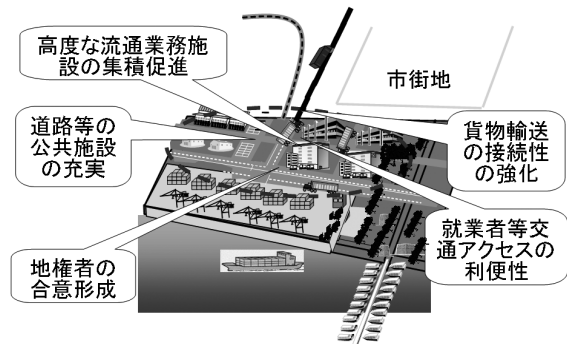 高度な流通業務施
設の集積促進
市街地
道路等の
公共施設
の充実
貨物輸送
の接続性
の強化
地権者の
合意形成
就業者等交
通アクセスの
利便性